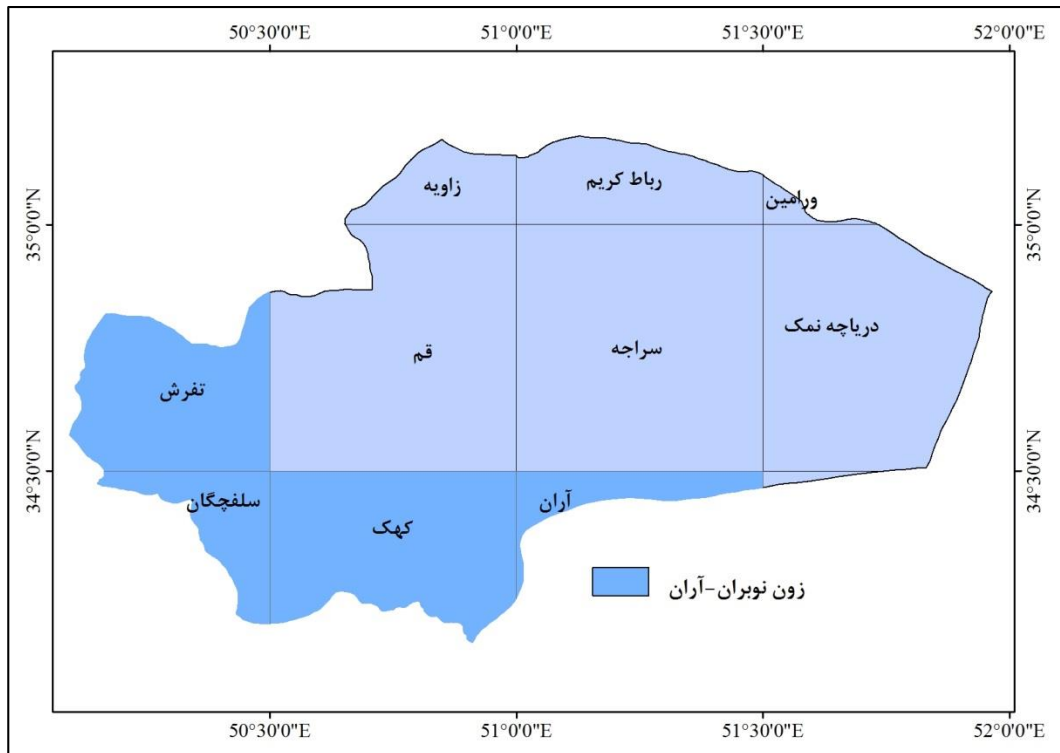 50°30'0"E 51°0'0"E 51°30'0"E 52°0'0"E
رباط کریم
زاویه
ورامین
35°0'0"N 35°0'0"N
دریاچه نمک
سراجه
قم
تفرش
34°30'0"N 34°30'0"N
آران
سلفچگان
کهک
زون نوبران-آران
50°30'0"E 51°0'0"E 51°30'0"E 52°0'0"E